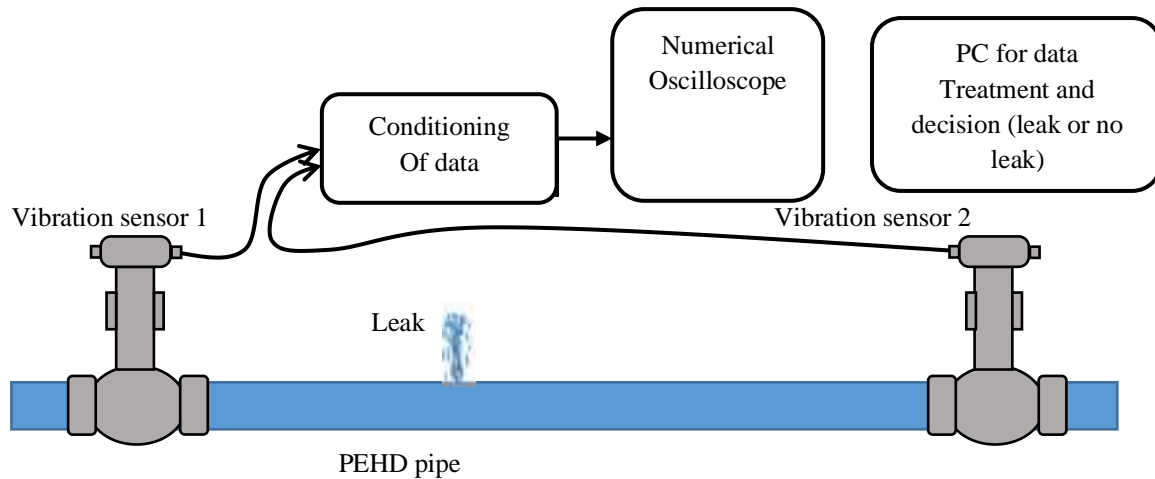 Numerical
Oscilloscope
PC for data
Treatment and
decision (leak or no
leak)
Conditioning
Of data
Vibration sensor 1
Vibration sensor 2
Leak
PEHD pipe